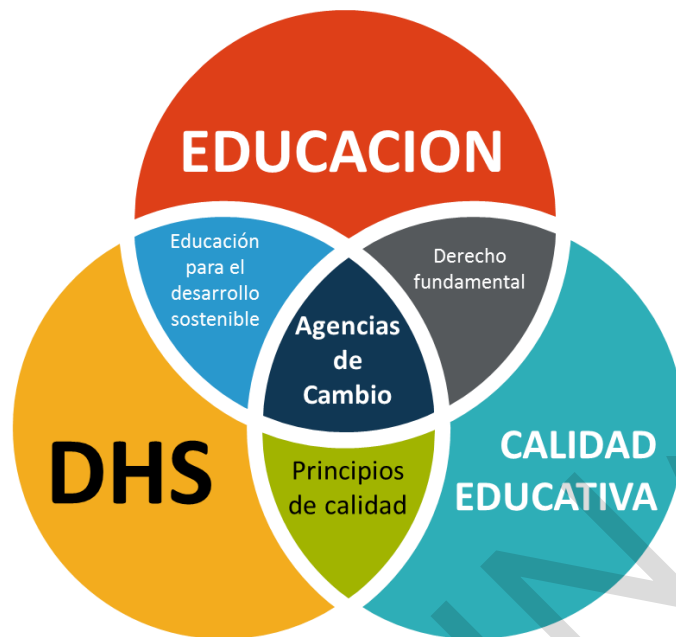 EDUCACION
Educación
para el
desarrollo
sostenible
Derecho
fundamental
Agencias
de
Cambio
DHS
CALIDAD
EDUCATIVA
Principios
de calidad